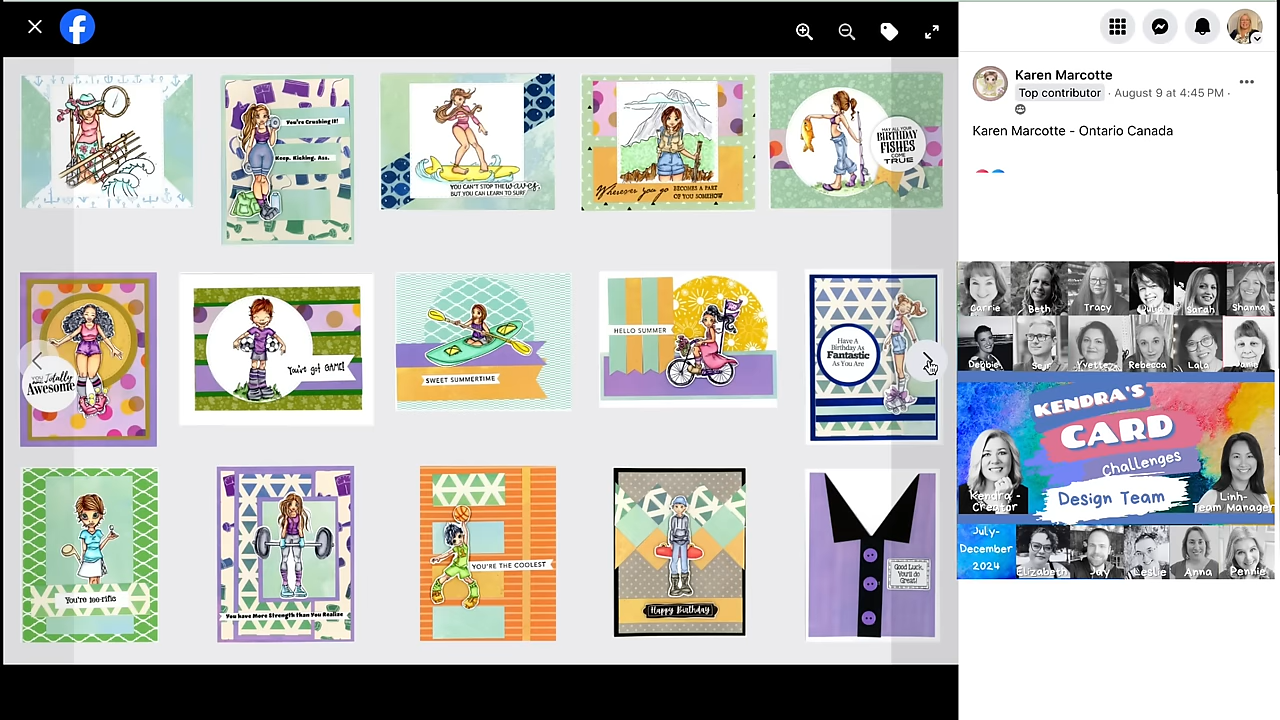 Karen Marcotte
Top contributor · August 9 at 4:45 PM ·
Karen Marcotte - Ontario Canada
You're Crushing It!
Keep. Kicking. Ass.
YOU CAN'T STOP THE waves,
BUT YOU CAN LEARN TO SURF
Wherever you go BECOMES A PART
OF YOU SOMEHOW
MAY ALL YOUR
BIRTHDAY
FISHES
COME
TRUE
YOU Totally
Awesome
You've got GAME!
SWEET SUMMERTIME
HELLO SUMMER
Have A
Birthday As
Fantastic
As You Are
You're tee-rific
You have More Strength than You Realize
YOU'RE THE COOLEST
Happy Birthday
Good Luck,
You'll do
Great!
Carrie
Beth
Tracy
Sarah
Shanna
Debbie
Sean
Yvette
Rebecca
Lala
KENDRA'S
CARD
Challenges
Design Team
Kendra -
Creator
Linh-
Team Manager
July-
December
2024
Elizabeth
Jay
Leslie
Anna
Pennie